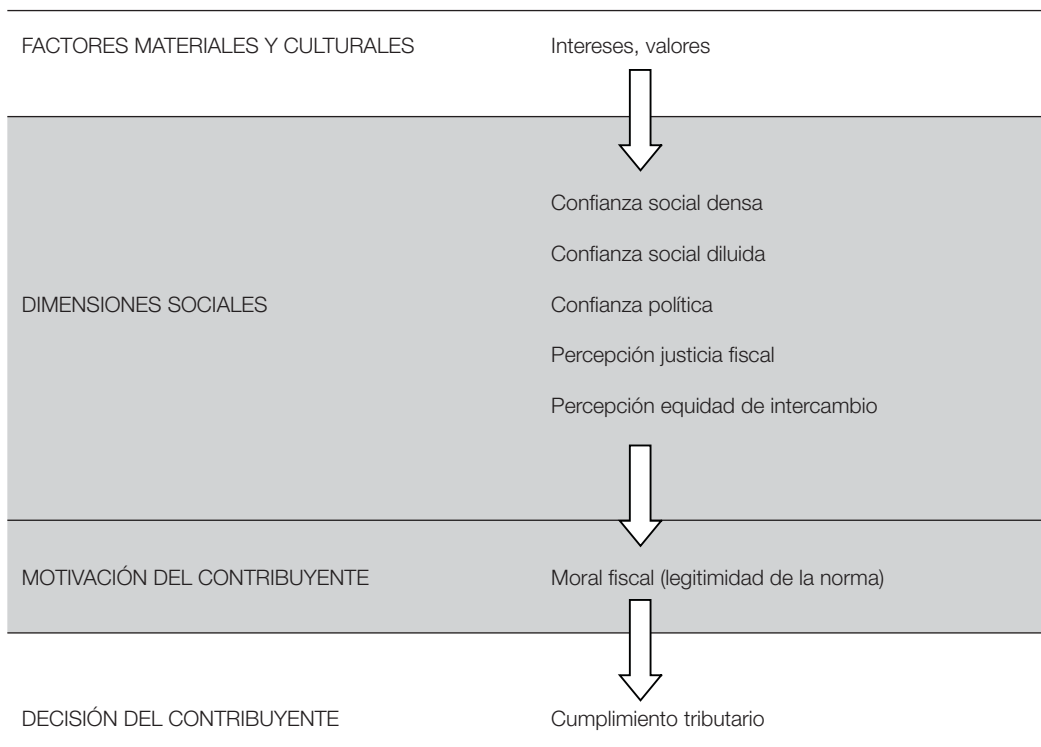 FACTORES MATERIALES Y CULTURALES
Intereses, valores
Confianza social densa
Confianza social diluida
DIMENSIONES SOCIALES
Confianza política
Percepción justicia fiscal
Percepción equidad de intercambio
MOTIVACIÓN DEL CONTRIBUYENTE
Moral fiscal (legitimidad de la norma)
DECISIÓN DEL CONTRIBUYENTE
Cumplimiento tributario